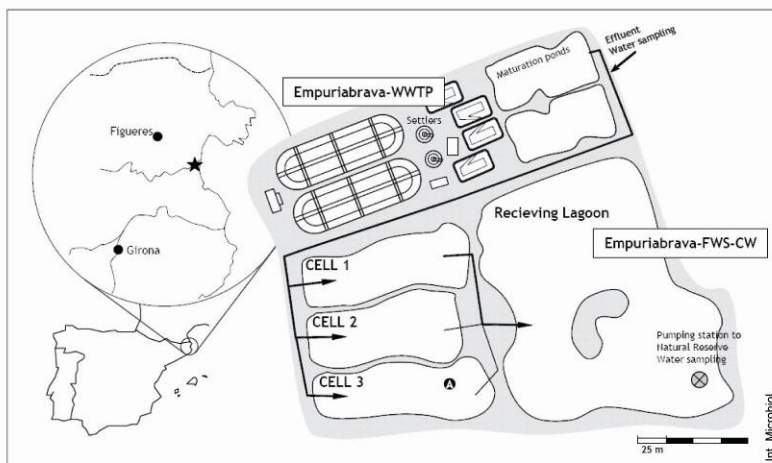 Effluent
Water sampling
Maturation ponds
Empuriabrava-WWTP
Settlers
Figueres
Girona
Recieving Lagoon
Empuriabrava-FWS-CW
CELL 1
CELL 2
CELL 3
A
Pumping station to
Natural Reserve
Water sampling
25 m
Int. Microbiol.